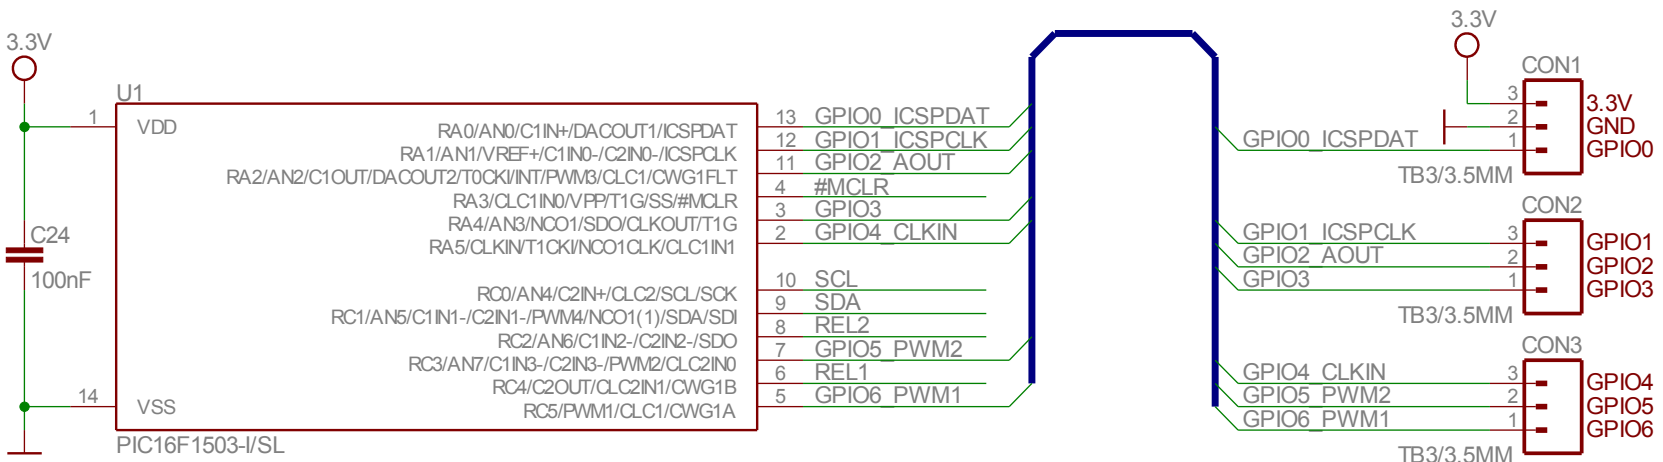 3.3V
U1
1 VDD
14 VSS
C24
100nF
PIC16F1503-I/SL
RA0/AN0/C1IN+/DACOUT1/ICSPDAT 13 GPIO0_ICSPDAT
RA1/AN1/VREF+/C1IN0-/C2IN0-/ICSPCLK 12 GPIO1_ICSPCLK
RA2/AN2/C1OUT/DACOUT2/T0CKI/INT/PWM3/CLC1/CWG1FLT 11 GPIO2_AOUT
RA3/CLC1IN0/VPP/T1G/SS/#MCLR 4 #MCLR
RA4/AN3/NCO1/SDO/CLKOUT/T1G 3 GPIO3
RA5/CLKIN/T1CKI/NCO1CLK/CLC1IN1 2 GPIO4_CLKIN
RC0/AN4/C2IN+/CLC2/SCL/SCK 10 SCL
RC1/AN5/C1IN1-/C2IN1-/PWM4/NCO1(1)/SDA/SDI 9 SDA
RC2/AN6/C1IN2-/C2IN2-/SDO 8 REL2
RC3/AN7/C1IN3-/C2IN3-/PWM2/CLC2IN0 7 GPIO5_PWM2
RC4/C2OUT/CLC2IN1/CWG1B 6 REL1
RC5/PWM1/CLC1/CWG1A 5 GPIO6_PWM1
3.3V
CON1
3 3.3V
2 GND
GPIO0_ICSPDAT 1 GPIO0
TB3/3.5MM
CON2
GPIO1_ICSPCLK 3 GPIO1
GPIO2_AOUT 2 GPIO2
GPIO3 1 GPIO3
TB3/3.5MM
CON3
GPIO4_CLKIN 3 GPIO4
GPIO5_PWM2 2 GPIO5
GPIO6_PWM1 1 GPIO6
TB3/3.5MM